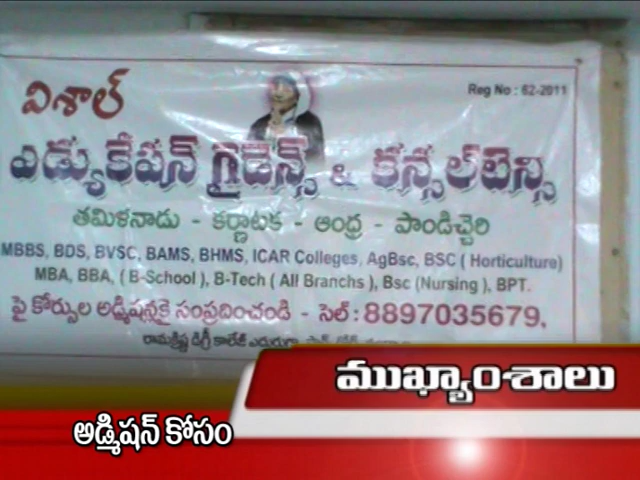 విశాల్
Reg No : 62-2011
ఎడ్యుకేషన్ గైడెన్స్ & కన్సల్‌టెన్సి
తమిళనాడు - కర్ణాటక - ఆంధ్ర - పాండిచ్చెరి
MBBS, BDS, BVSC, BAMS, BHMS, ICAR Colleges, AgBsc, BSC ( Horticulture)
MBA, BBA, ( B-School ), B-Tech ( All Branchs ), Bsc (Nursing ), BPT.
పై కోర్సుల అడ్మిషన్లకై సంప్రదించండి - సెల్ : 8897035679.
రామకృష్ణ డిగ్రీ కాలేజ్ ఎదురుగా
ముఖ్యాంశాలు
అడ్మిషన్ కోసం